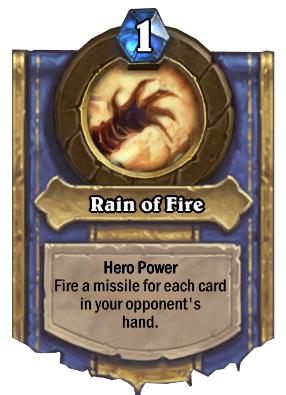 1
Rain of Fire
Hero Power
Fire a missile for each card
in your opponent's
hand.